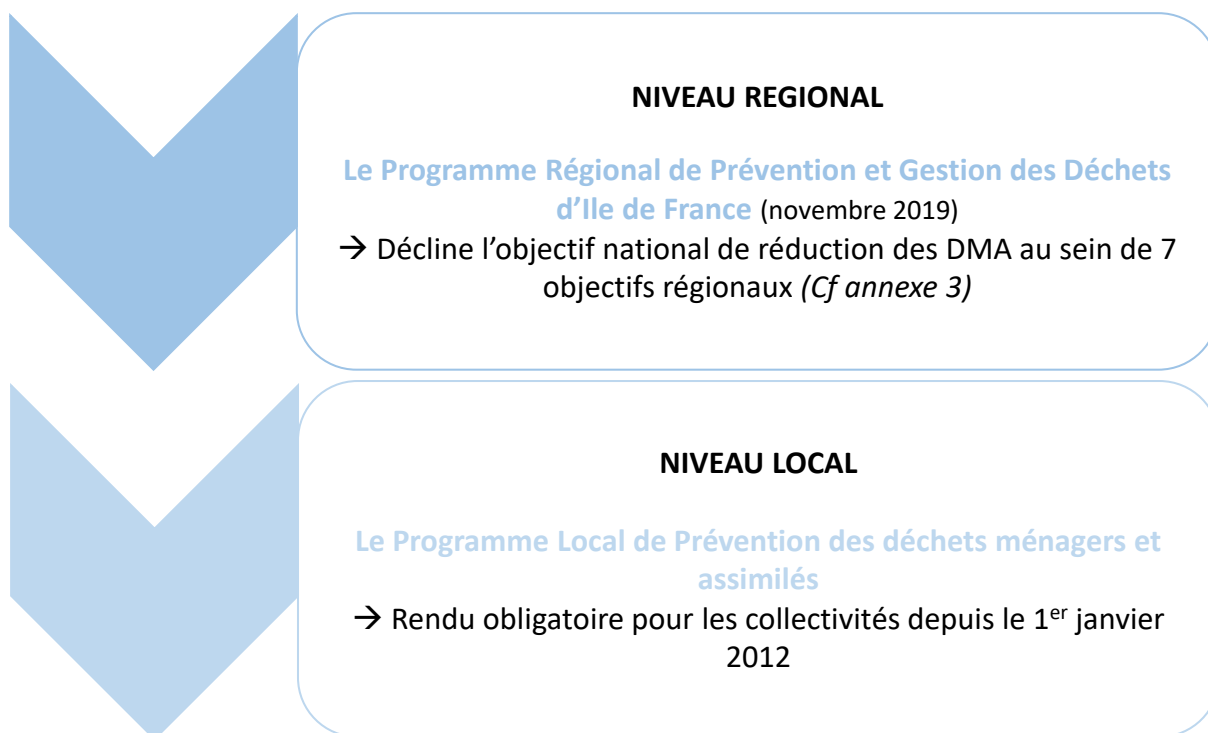 NIVEAU REGIONAL
Le Programme Régional de Prévention et Gestion des Déchets
d’Ile de France (novembre 2019)
→ Décline l’objectif national de réduction des DMA au sein de 7
objectifs régionaux (Cf annexe 3)
NIVEAU LOCAL
Le Programme Local de Prévention des déchets ménagers et
assimilés
→ Rendu obligatoire pour les collectivités depuis le 1er janvier
2012